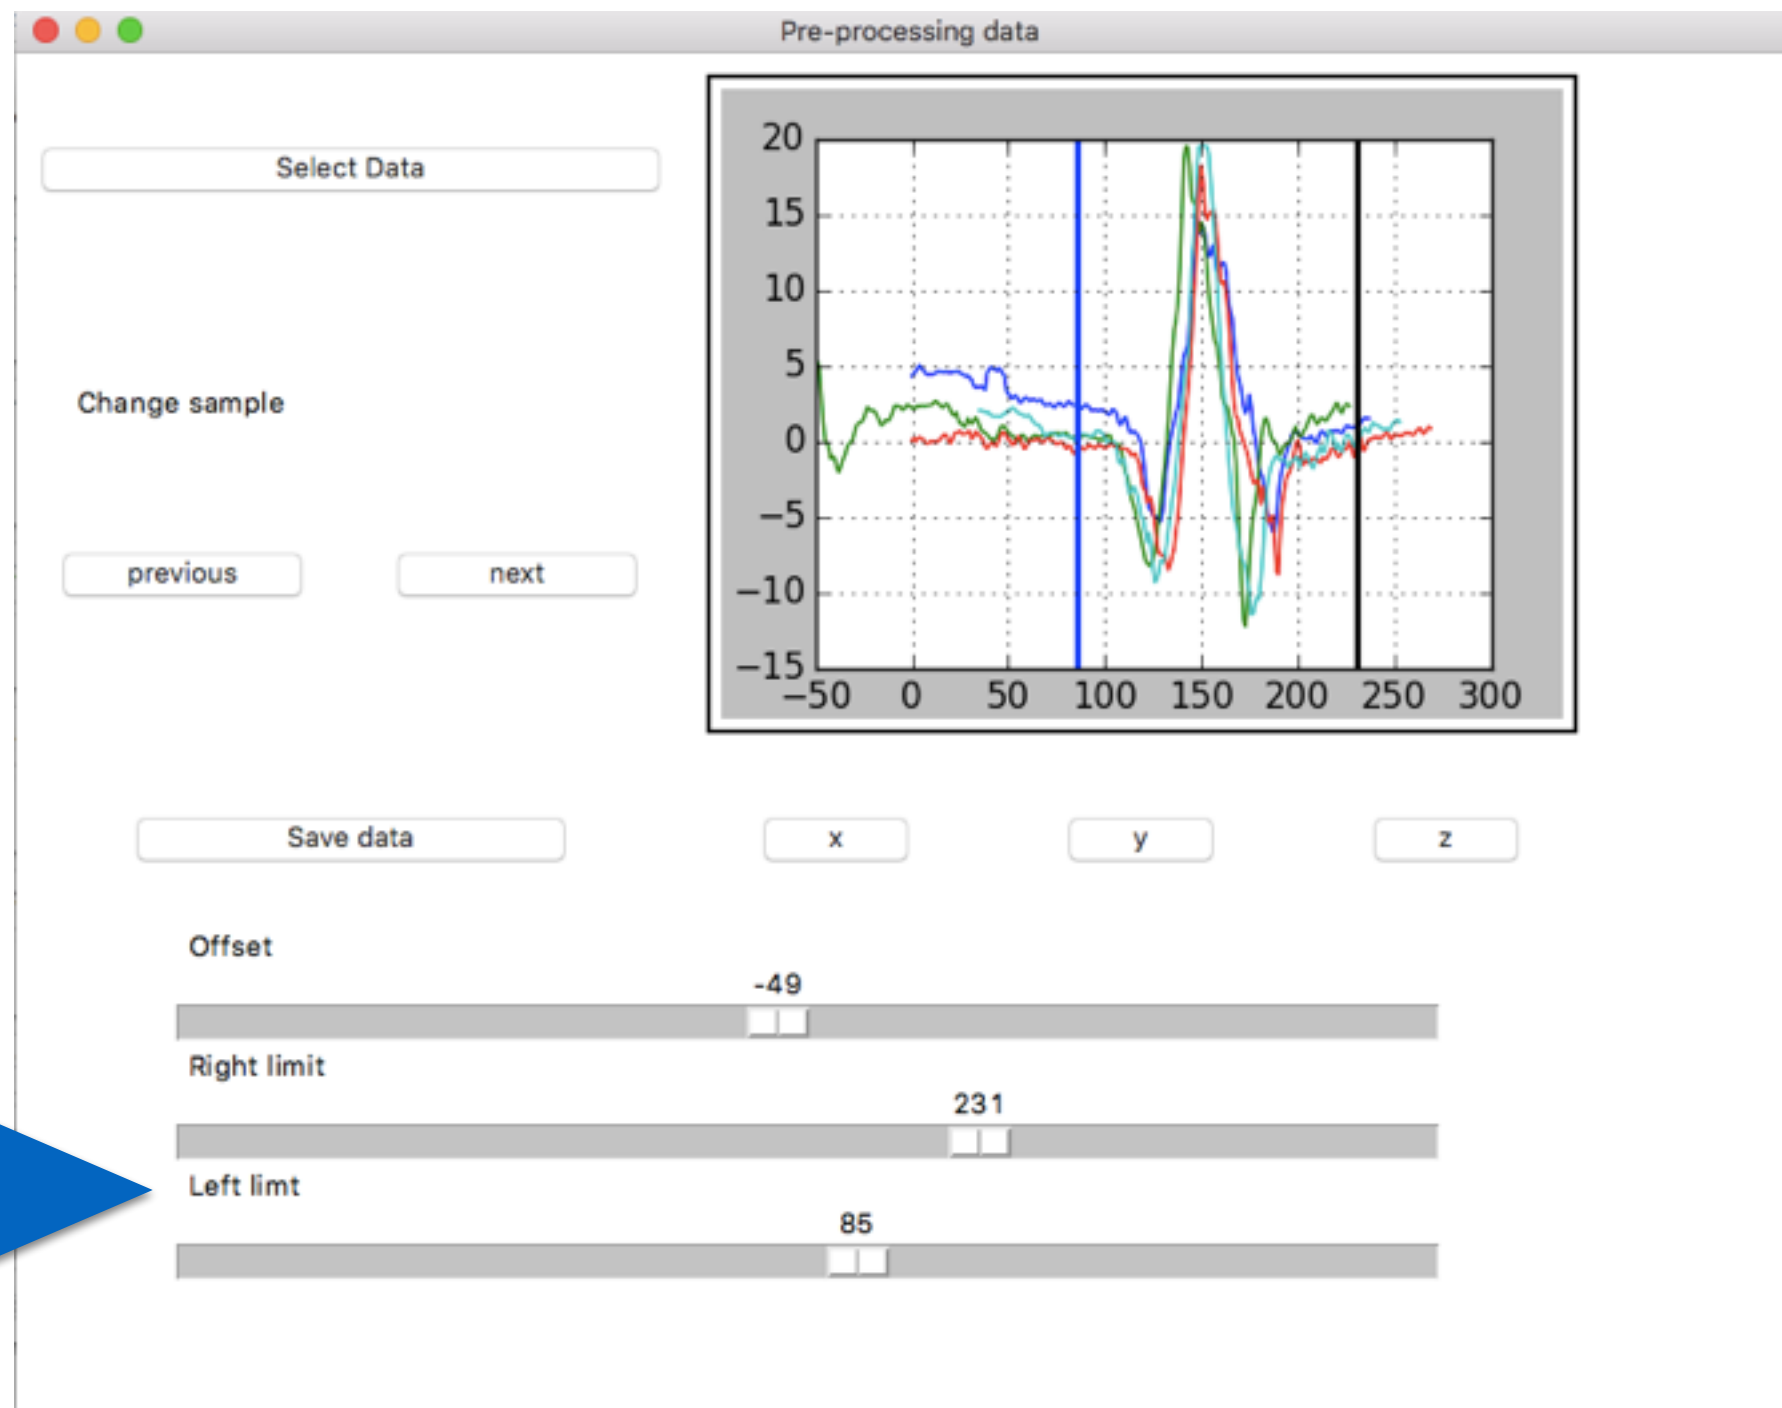 Pre-processing data
Select Data
20
15
10
5
0
−5
−10
−15
−50 0 50 100 150 200 250 300
Change sample
previous next
Save data x y z
Offset
-49
Right limit
231
Left limt
85